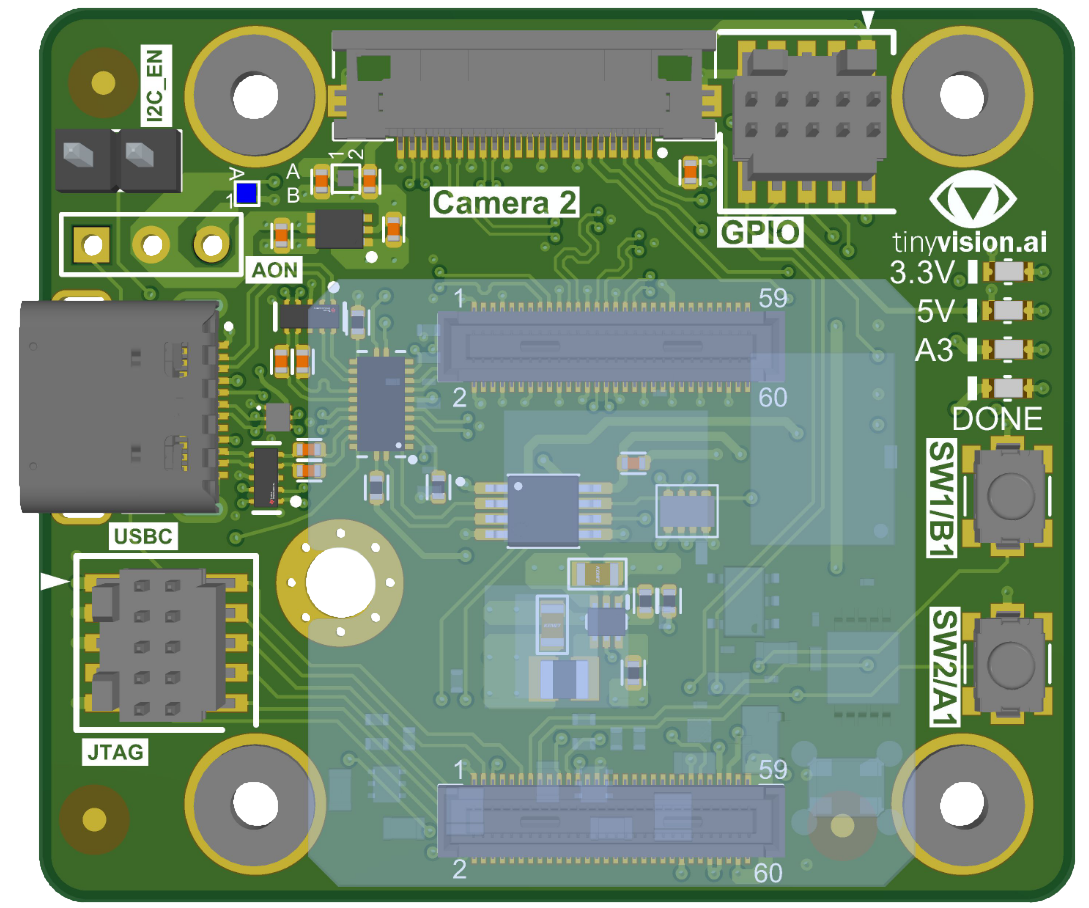 I2C_EN
1 2
A
A
B
1
Camera 2
GPIO
tinyvision.ai
AON
3.3V
5V
A3
DONE
1
59
2
60
USBC
SW1/B1
SW2/A1
JTAG
1
59
2
60